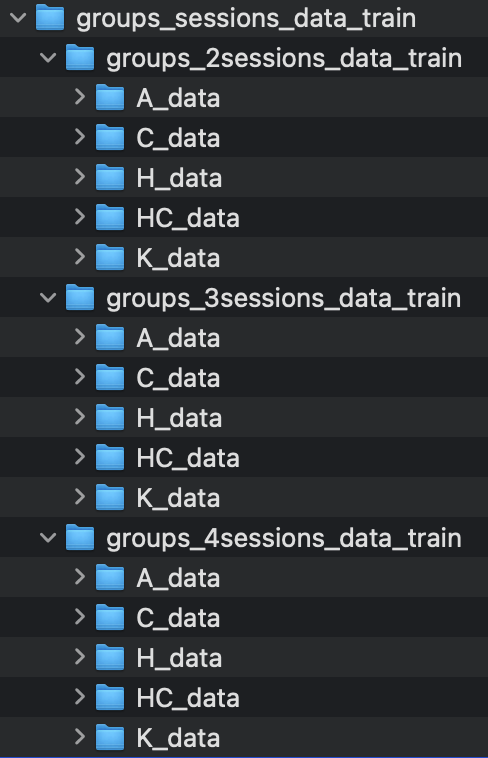 groups_sessions_data_train
groups_2sessions_data_train
A_data
C_data
H_data
HC_data
K_data
groups_3sessions_data_train
A_data
C_data
H_data
HC_data
K_data
groups_4sessions_data_train
A_data
C_data
H_data
HC_data
K_data